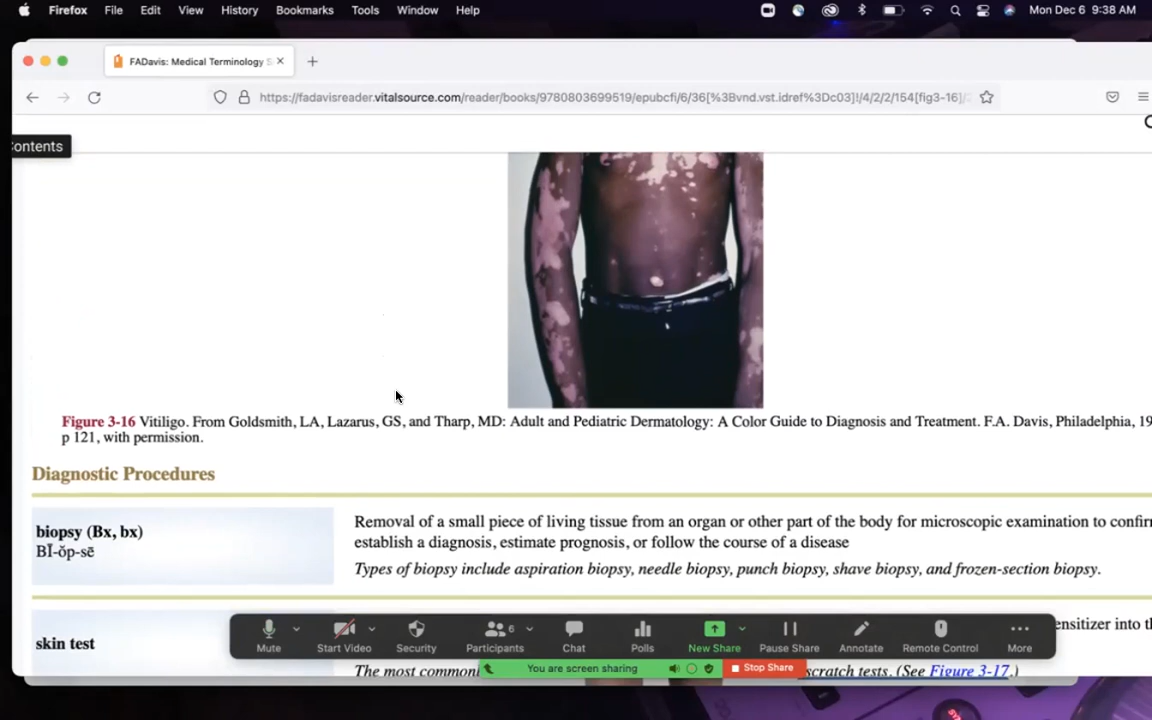 Firefox File Edit View History Bookmarks Tools Window Help Mon Dec 6 9:38 AM
FADavis: Medical Terminology S
https://fadavisreader.vitalsource.com/reader/books/9780803699519/epubcfi/6/36[%3Bvnd.vst.idref%3Dc03]!/4/2/2/154[fig3-16]/
ontents
Figure 3-16 Vitiligo. From Goldsmith, LA, Lazarus, GS, and Tharp, MD: Adult and Pediatric Dermatology: A Color Guide to Diagnosis and Treatment. F.A. Davis, Philadelphia, 19
p 121, with permission.
Diagnostic Procedures
biopsy (Bx, bx)
BĪ-ŏp-sē
Removal of a small piece of living tissue from an organ or other part of the body for microscopic examination to confir
establish a diagnosis, estimate prognosis, or follow the course of a disease
Types of biopsy include aspiration biopsy, needle biopsy, punch biopsy, shave biopsy, and frozen-section biopsy.
skin test
ensitizer into th
The most common
scratch tests. (See Figure 3-17.)
6
Mute Start Video Security Participants Chat Polls New Share Pause Share Annotate Remote Control More
You are screen sharing Stop Share